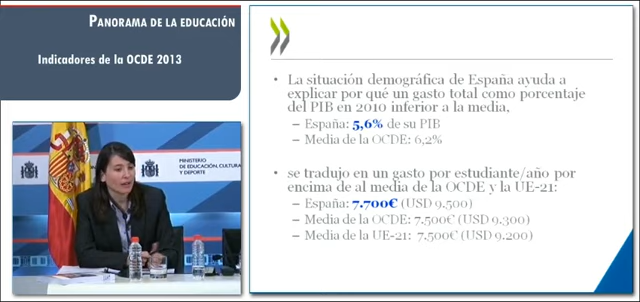 PANORAMA DE LA EDUCACIÓN
Indicadores de la OCDE 2013
MINISTERIO
DE EDUCACIÓN, CULTURA
Y DEPORTE
• La situación demográfica de España ayuda a
explicar por qué un gasto total como porcentaje
del PIB en 2010 inferior a la media,
– España: 5,6% de su PIB
– Media de la OCDE: 6,2%
• se tradujo en un gasto por estudiante/año por
encima de al media de la OCDE y la UE-21:
– España: 7.700€ (USD 9.500)
– Media de la OCDE: 7.500€ (USD 9.300)
– Media de la UE-21: 7.500€ (USD 9.200)